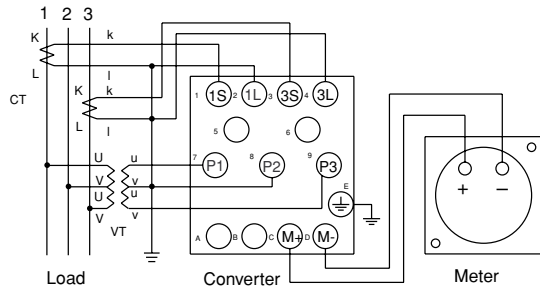 1 2 3
K k
L l
CT
K k
L l
1 1S 2 1L 3 3S 4 3L
5 6
7 P1 8 P2 9 P3
U u
V v
U u
V v
VT
E
A B C M+ D M-
+ −
Load Converter Meter